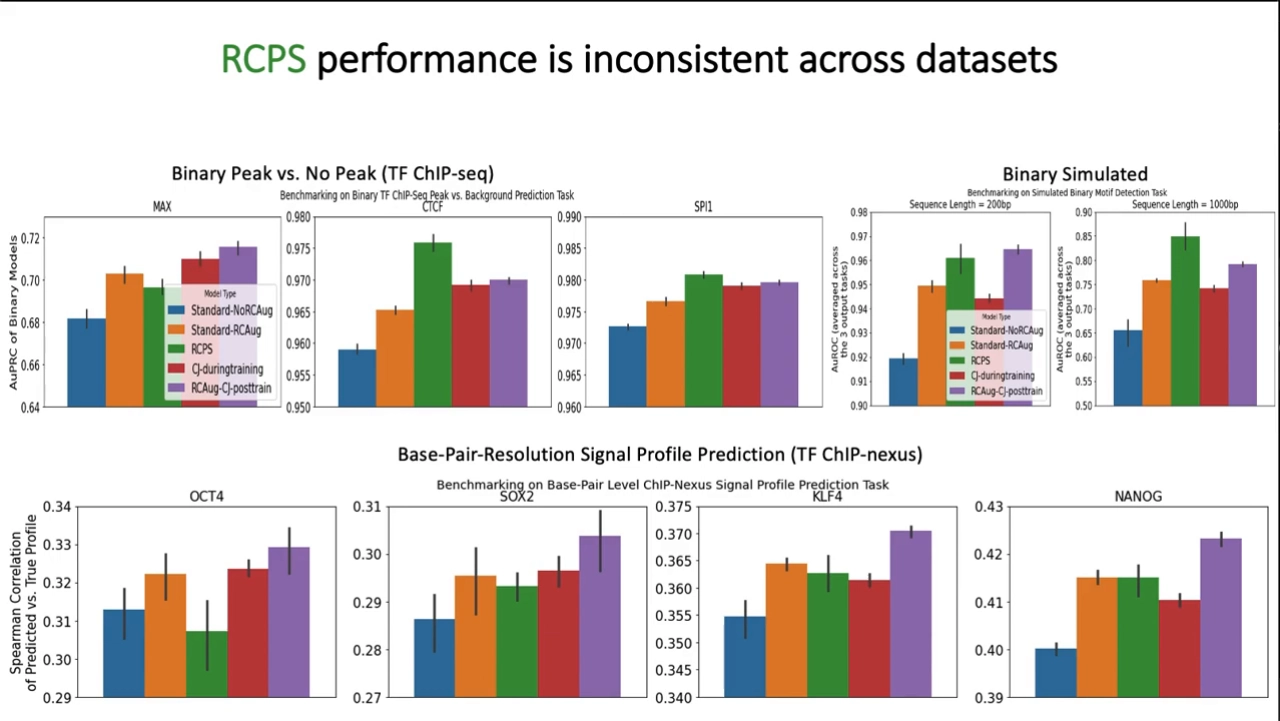 RCPS performance is inconsistent across datasets
Binary Peak vs. No Peak (TF ChIP-seq)
Benchmarking on Binary TF ChIP-Seq Peak vs. Background Prediction Task
MAX
CTCF
SPI1
AuPRC of Binary Models
0.72
0.70
0.68
0.66
0.64
Model Type
Standard-NoRCAug
Standard-RCAug
RCPS
CJ-duringtraining
RCAug-CJ-posttrain
0.980
0.975
0.970
0.965
0.960
0.955
0.950
0.990
0.985
0.980
0.975
0.970
0.965
0.960
Binary Simulated
Benchmarking on Simulated Binary Motif Detection Task
Sequence Length = 200bp
Sequence Length = 1000bp
AuROC (averaged across
the 3 output tasks)
0.98
0.97
0.96
0.95
0.94
0.93
0.92
0.91
0.90
Model Type
Standard-NoRCAug
Standard-RCAug
RCPS
CJ-duringtraining
RCAug-CJ-posttrain
AuROC (averaged across
the 3 output tasks)
0.90
0.85
0.80
0.75
0.70
0.65
0.60
0.55
0.50
Base-Pair-Resolution Signal Profile Prediction (TF ChIP-nexus)
Benchmarking on Base-Pair Level ChIP-Nexus Signal Profile Prediction Task
OCT4
SOX2
KLF4
NANOG
Spearman Correlation
of Predicted vs. True Profile
0.34
0.33
0.32
0.31
0.30
0.29
0.31
0.30
0.29
0.28
0.27
0.375
0.370
0.365
0.360
0.355
0.350
0.345
0.340
0.43
0.42
0.41
0.40
0.39